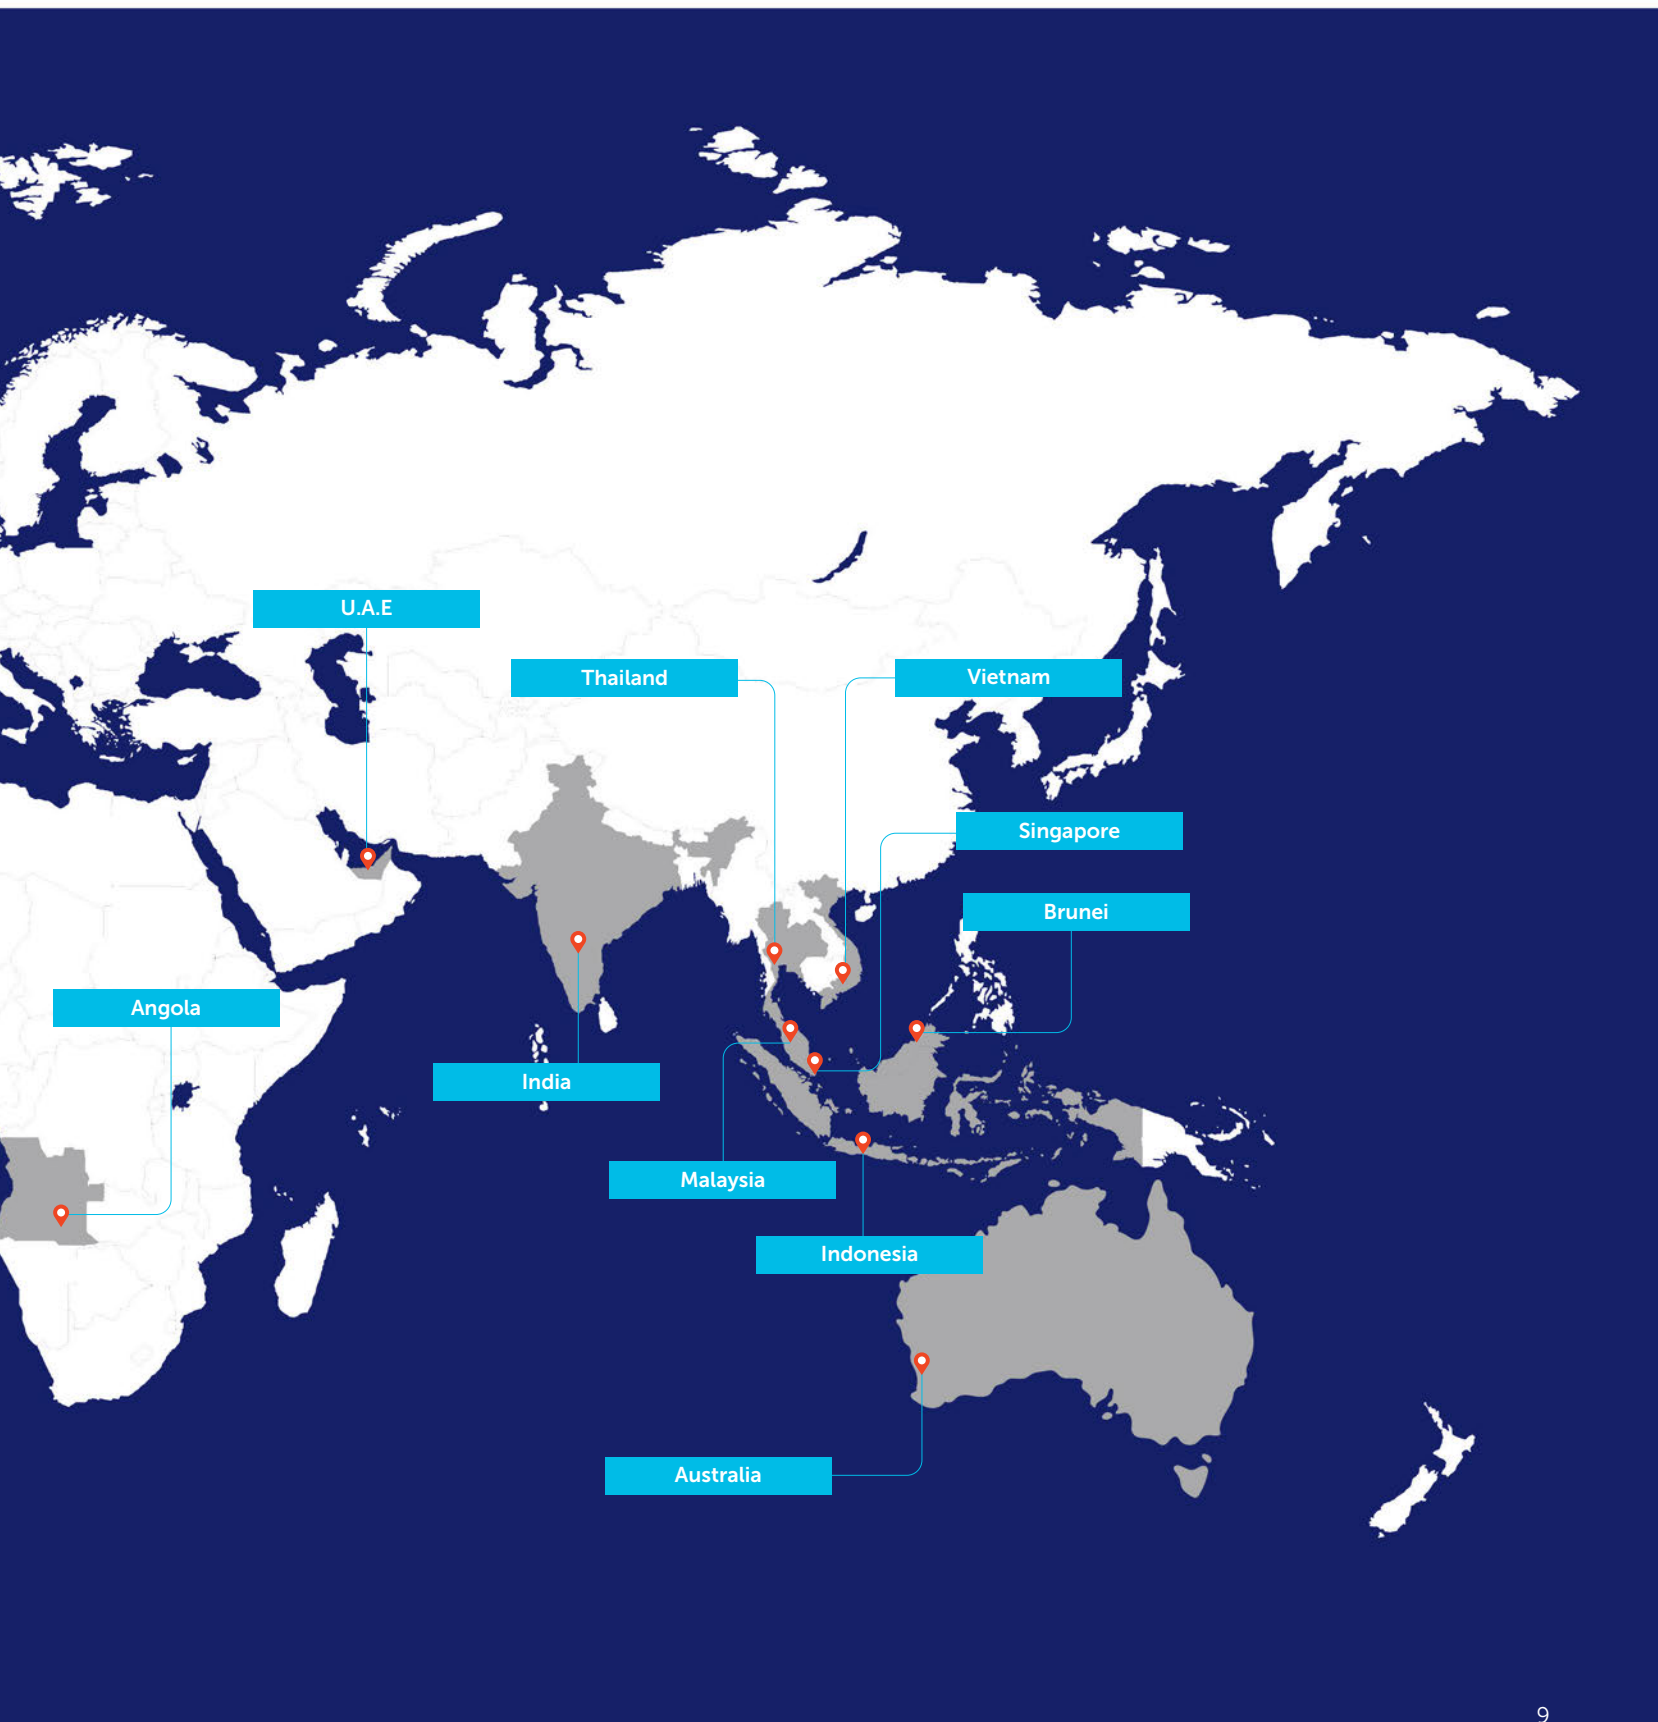 U.A.E
Thailand
Vietnam
Singapore
Brunei
Angola
India
Malaysia
Indonesia
Australia
9